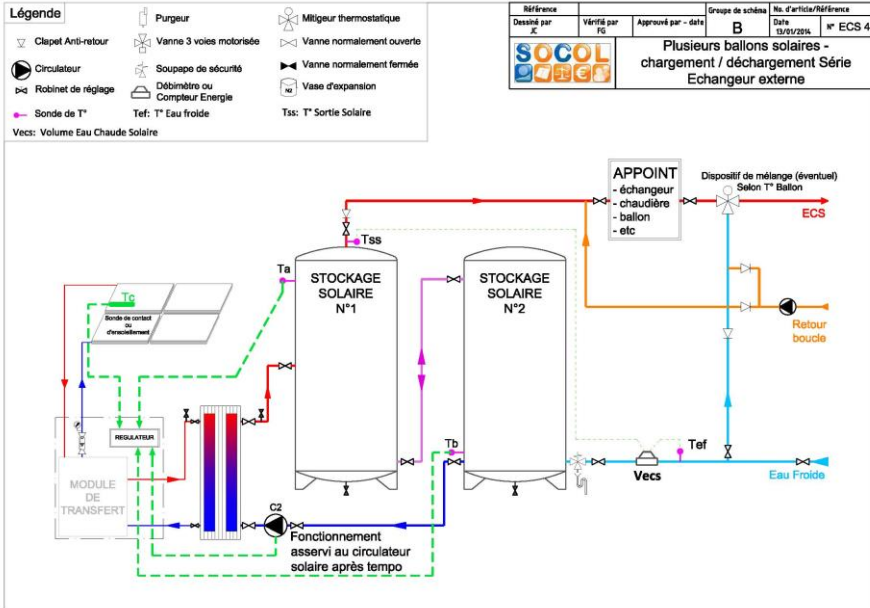 Légende
Purgeur
Mitigeur thermostatique
Clapet Anti-retour
Vanne 3 voies motorisée
Vanne normalement ouverte
Circulateur
Soupape de sécurité
Vanne normalement fermée
Robinet de réglage
Débimètre ou
Compteur Energie
Vase d'expansion
Sonde de T°
Tef: T° Eau froide
Tss: T° Sortie Solaire
Vecs: Volume Eau Chaude Solaire
Référence
Groupe de schéma
No. d'article/Référence
Dessiné par
JC
Vérifié par
FG
Approuvé par - date
B
Date
13/01/2014
N° ECS 4
SOCOL
Plusieurs ballons solaires -
chargement / déchargement Série
Echangeur externe
APPOINT
- échangeur
- chaudière
- ballon
- etc
Dispositif de mélange (éventuel)
Selon T° Ballon
ECS
Tss
Ta
STOCKAGE
SOLAIRE
N°1
STOCKAGE
SOLAIRE
N°2
Tc
Sonde de contact
ou
d'ensoleillement
Retour
boucle
REGULATEUR
Tb
Tef
MODULE
DE
TRANSFERT
Vecs
Eau Froide
C2
Fonctionnement
asservi au circulateur
solaire après tempo